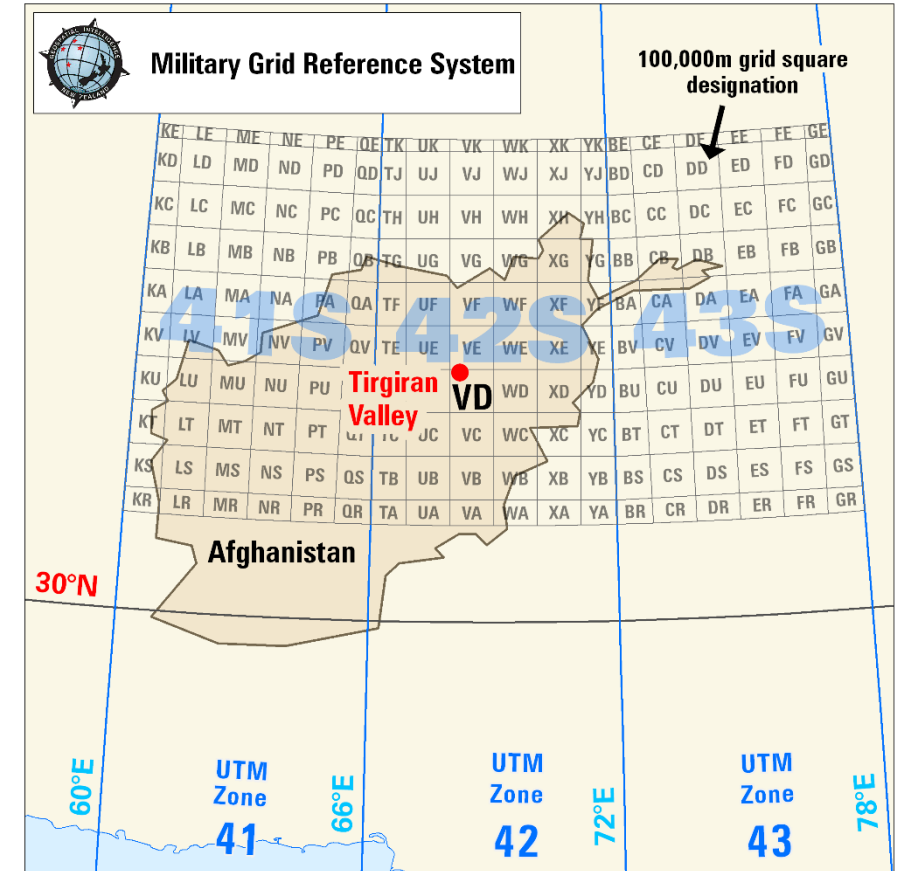 GEOSPATIAL INTELLIGENCE
NEW ZEALAND
Military Grid Reference System
100,000m grid square
designation
KE LE ME NE PE QE TK UK VK WK XK YK BE CE DE EE FE GE
KD LD MD ND PD QD TJ UJ VJ WJ XJ YJ BD CD DD ED FD GD
KC LC MC NC PC QC TH UH VH WH XH YH BC CC DC EC FC GC
KB LB MB NB PB QB TG UG VG WG XG YG BB CB DB EB FB GB
KA LA MA NA PA QA TF UF VF WF XF YF BA CA DA EA FA GA
41S 42S 43S
KV LV MV NV PV QV TE UE VE WE XE YE BV CV DV EV FV GV
KU LU MU NU PU Tirgiran VD WD XD YD BU CU DU EU FU GU
Valley
KT LT MT NT PT QT TC UC VC WC XC YC BT CT DT ET FT GT
KS LS MS NS PS QS TB UB VB WB XB YB BS CS DS ES FS GS
KR LR MR NR PR QR TA UA VA WA XA YA BR CR DR ER FR GR
Afghanistan
30°N
60°E
66°E
72°E
78°E
UTM
Zone
41
UTM
Zone
42
UTM
Zone
43